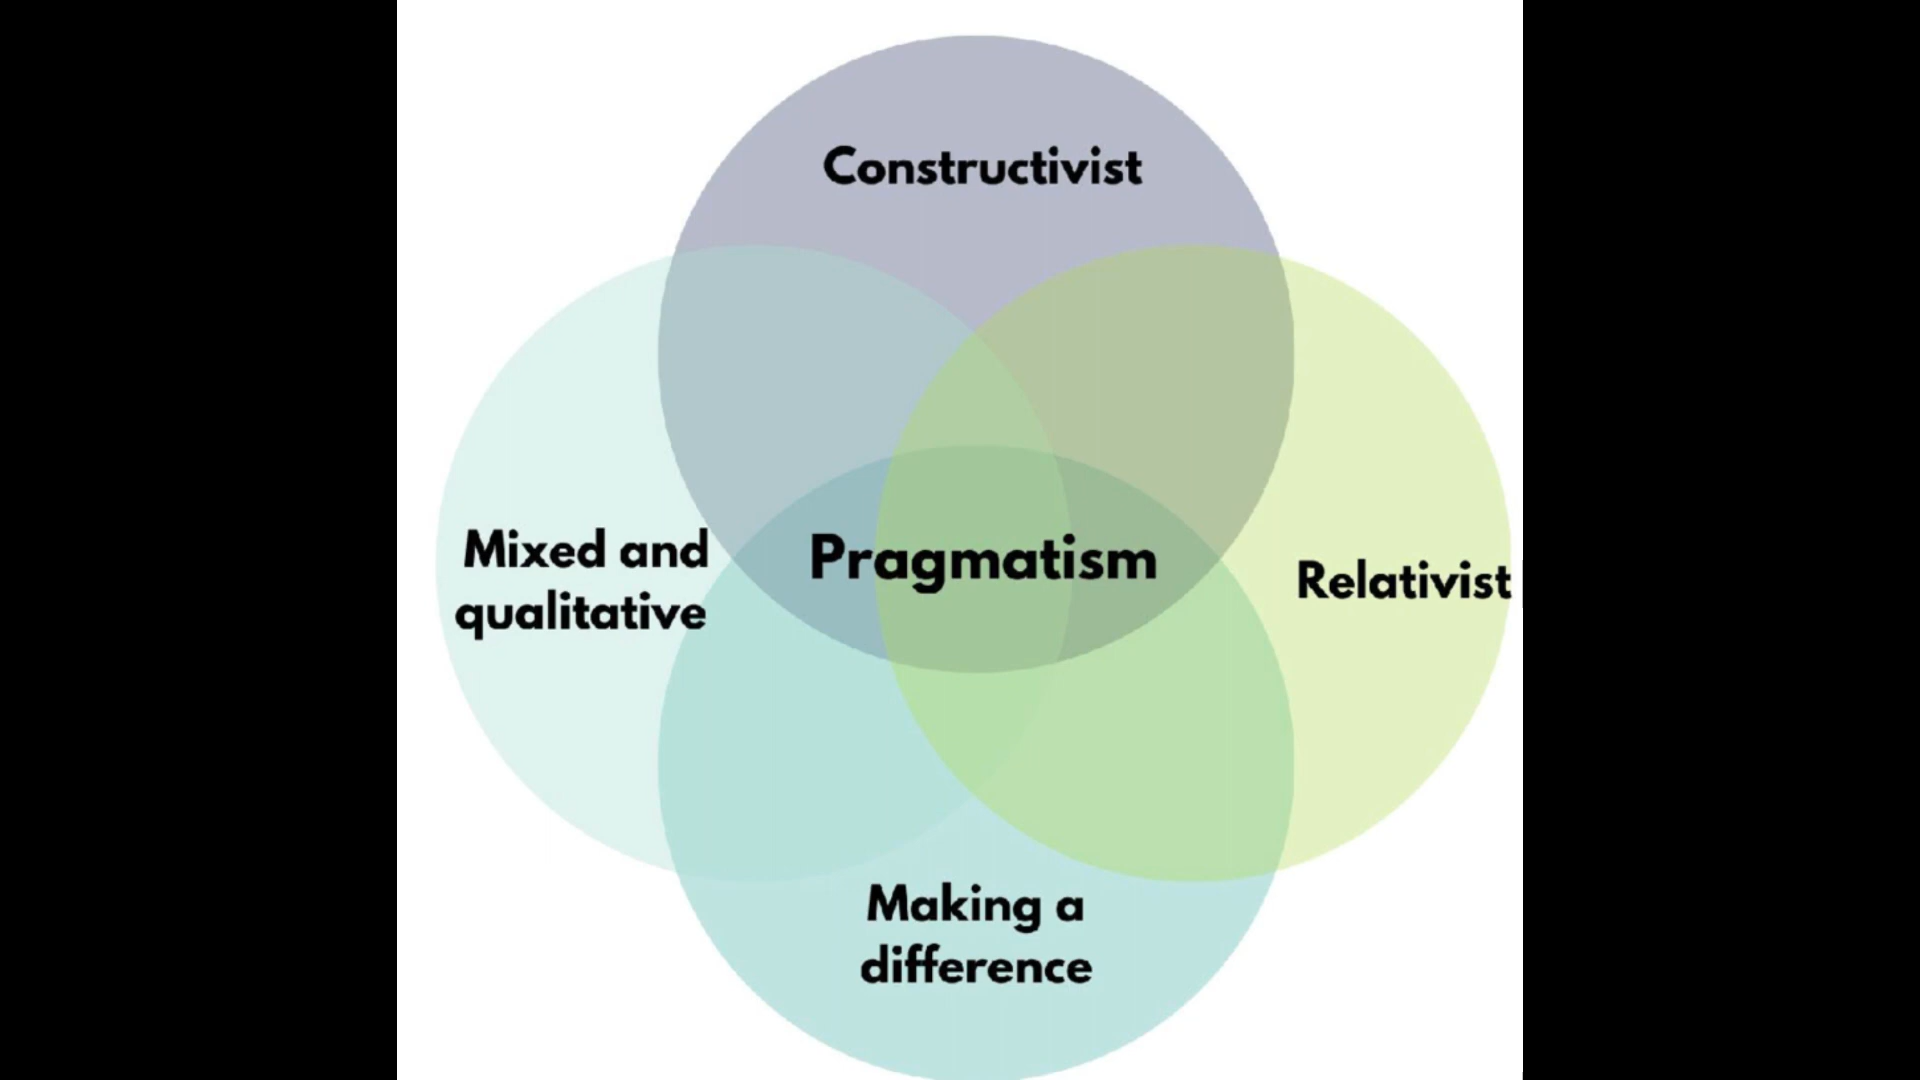 Constructivist
Mixed and
qualitative
Pragmatism
Relativist
Making a
difference